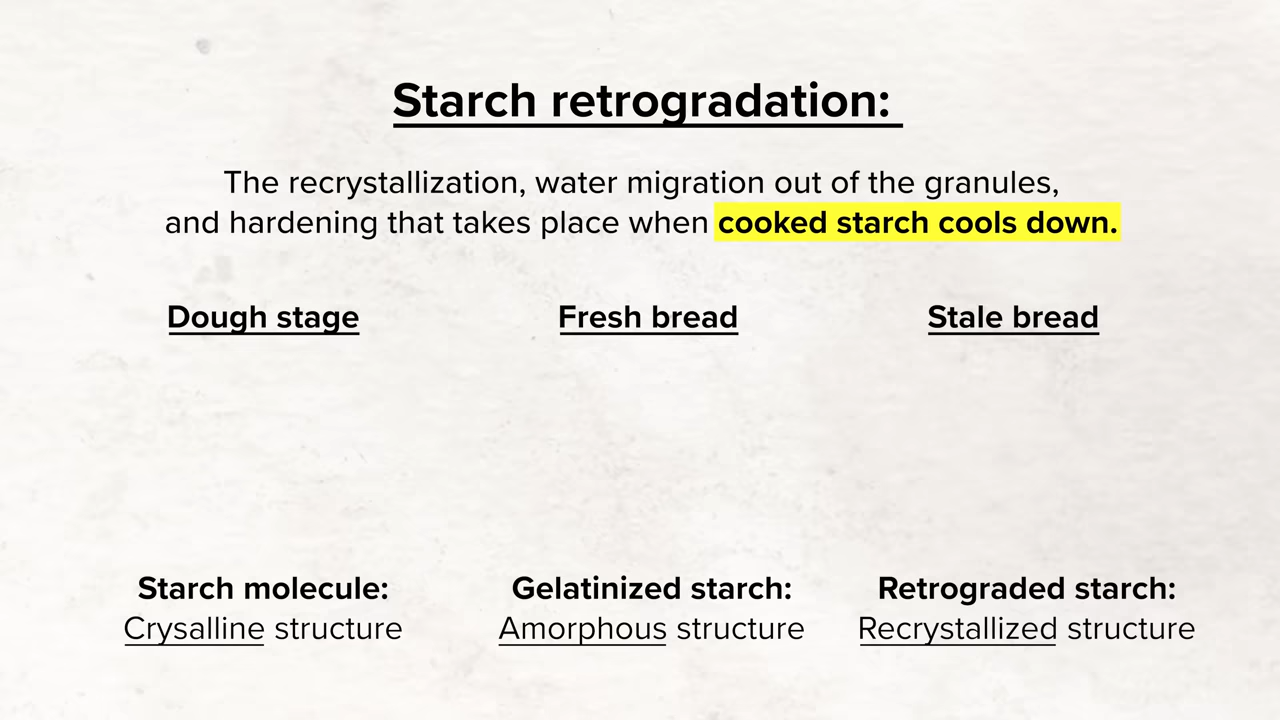 Starch retrogradation:
The recrystallization, water migration out of the granules,
and hardening that takes place when cooked starch cools down.
Dough stage
Fresh bread
Stale bread
Starch molecule:
Crysalline structure
Gelatinized starch:
Amorphous structure
Retrograded starch:
Recrystallized structure